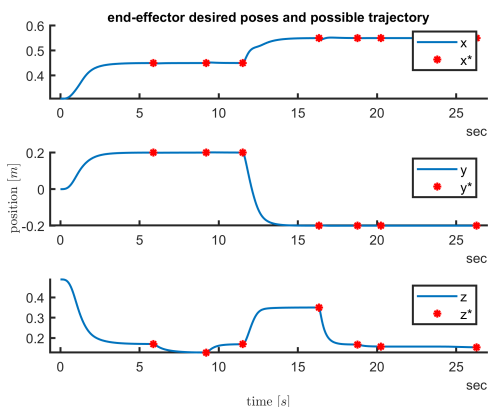 end-effector desired poses and possible trajectory
0.6
0.4
x
x*
0 5 10 15 20 25
sec
position [m]
0.2
0
-0.2
y
y*
0 5 10 15 20 25
sec
0.4
0.3
0.2
z
z*
0 5 10 15 20 25
sec
time [s]